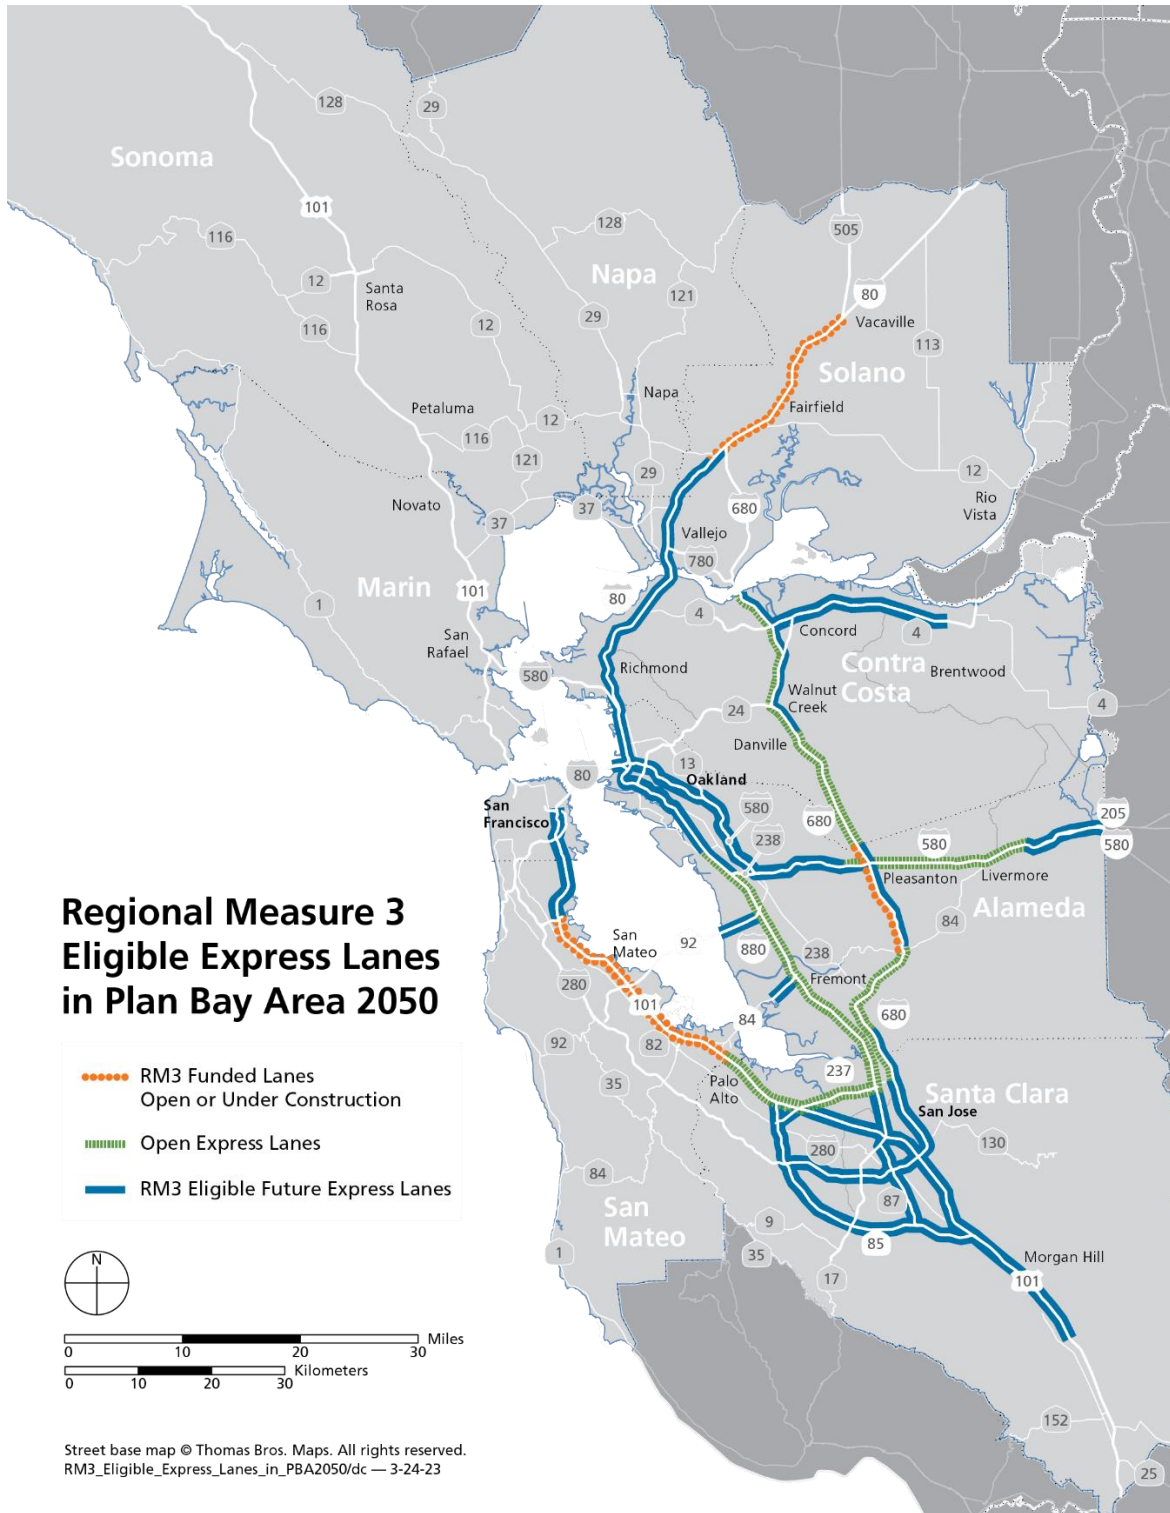 128
29
Sonoma
101
128
116
505
Napa
12
Santa
Rosa
121
80
116
12
29
Vacaville
113
Solano
Napa
Petaluma
Fairfield
12
116
121
29
12
Novato
Rio
Vista
37
37
680
Vallejo
780
Marin
101
80
1
4
Concord
4
San
Rafael
Contra
Costa
Richmond
Brentwood
580
Walnut
Creek
24
4
Danville
13
Oakland
80
San
Francisco
580
680
238
580
205
580
Pleasanton
Livermore
Alameda
84
Regional Measure 3
Eligible Express Lanes
in Plan Bay Area 2050
San
Mateo
92
880
238
280
Fremont
101
84
680
92
82
237
RM3 Funded Lanes
Open or Under Construction
35
Palo
Alto
Santa Clara
San Jose
Open Express Lanes
280
130
84
RM3 Eligible Future Express Lanes
87
San
Mateo
9
85
1
35
17
Morgan Hill
101
N
Miles
0 10 20 30
Kilometers
0 10 20 30
152
Street base map © Thomas Bros. Maps. All rights reserved.
RM3_Eligible_Express_Lanes_in_PBA2050/dc — 3-24-23
25